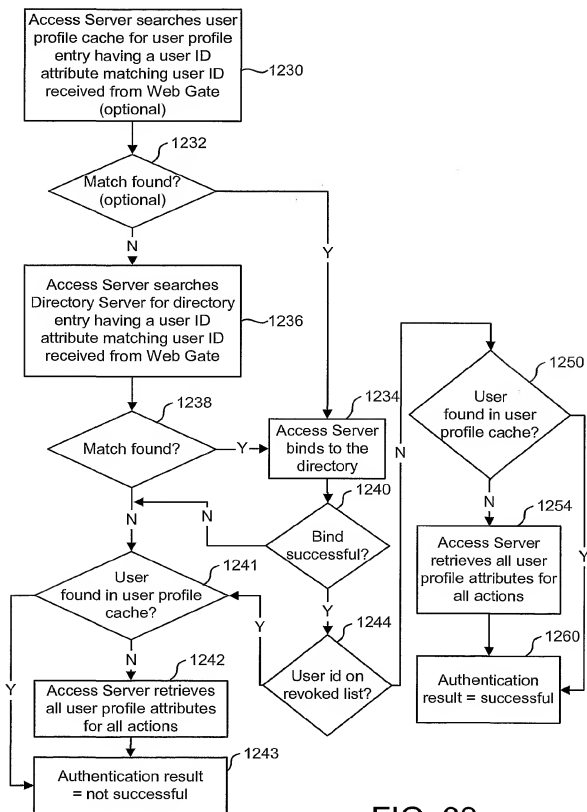 Access Server searches user
profile cache for user profile
entry having a user ID
attribute matching user ID
received from Web Gate
(optional)
1230
1232
Match found?
(optional)
Y
N
Access Server searches
Directory Server for directory
entry having a user ID
attribute matching user ID
received from Web Gate
1236
1238
Match found?
Y
1234
Access Server
binds to the
directory
1240
Bind
successful?
N
N
Y
1241
User
found in user profile
cache?
Y
N
Y
1244
User id on
revoked list?
N
1242
Access Server retrieves
all user profile attributes
for all actions
1243
Authentication result
= not successful
1250
User
found in user
profile cache?
N
Y
1254
Access Server
retrieves all user
profile attributes for
all actions
1260
Authentication
result = successful